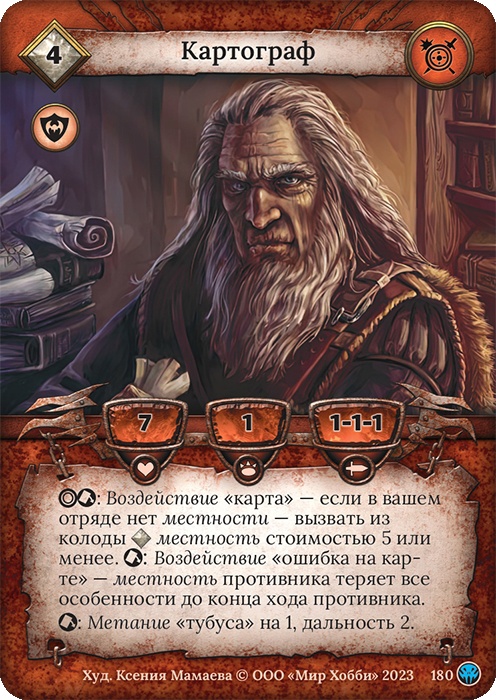 4
Картограф
7
1
1-1-1
: Воздействие «карта» — если в вашем
отряде нет местности — вызвать из
колоды местность стоимостью 5 или
менее. : Воздействие «ошибка на кар-
те» — местность противника теряет все
особенности до конца хода противника.
: Метание «тубуса» на 1, дальность 2.
Худ. Ксения Мамаева © ООО «Мир Хобби» 2023 180